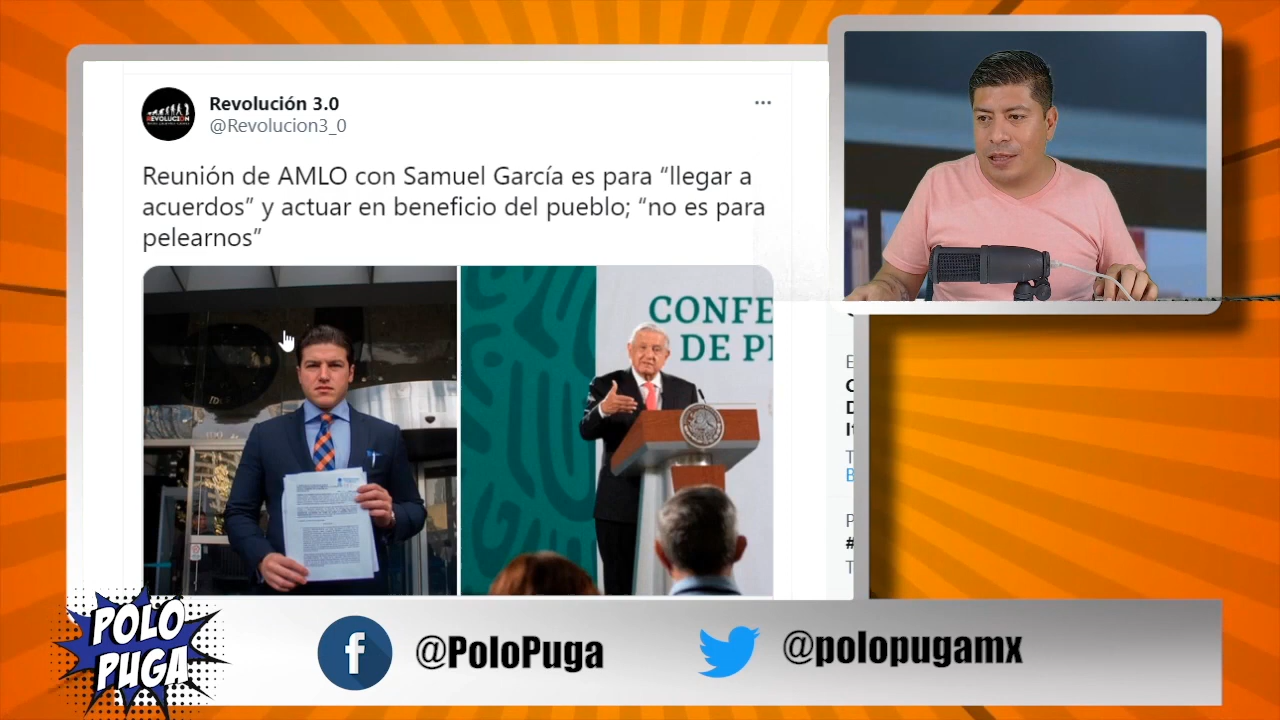 Revolución 3.0
@Revolucion3_0
Reunión de AMLO con Samuel García es para “llegar a
acuerdos” y actuar en beneficio del pueblo; “no es para
pelearnos”
CONFE
DE P
POLO
PUGA
@PoloPuga
@polopugamx